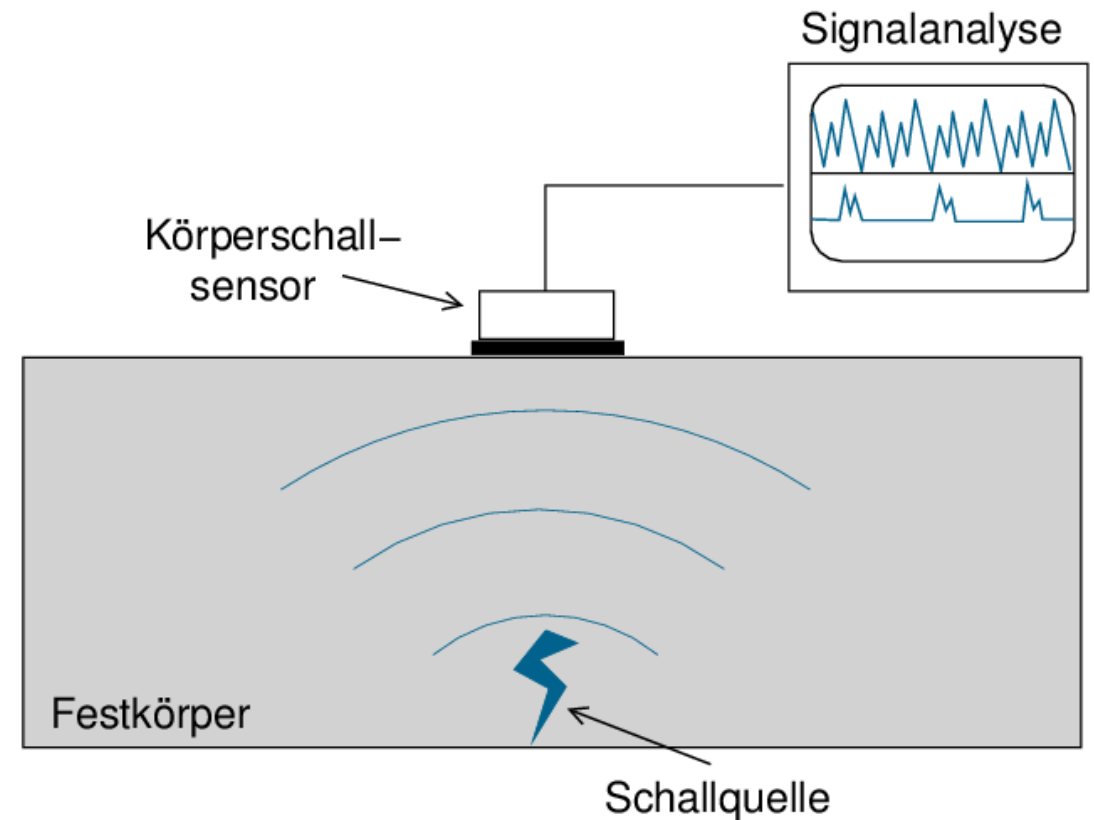 Signalanalyse
Körperschall–
sensor
Festkörper
Schallquelle